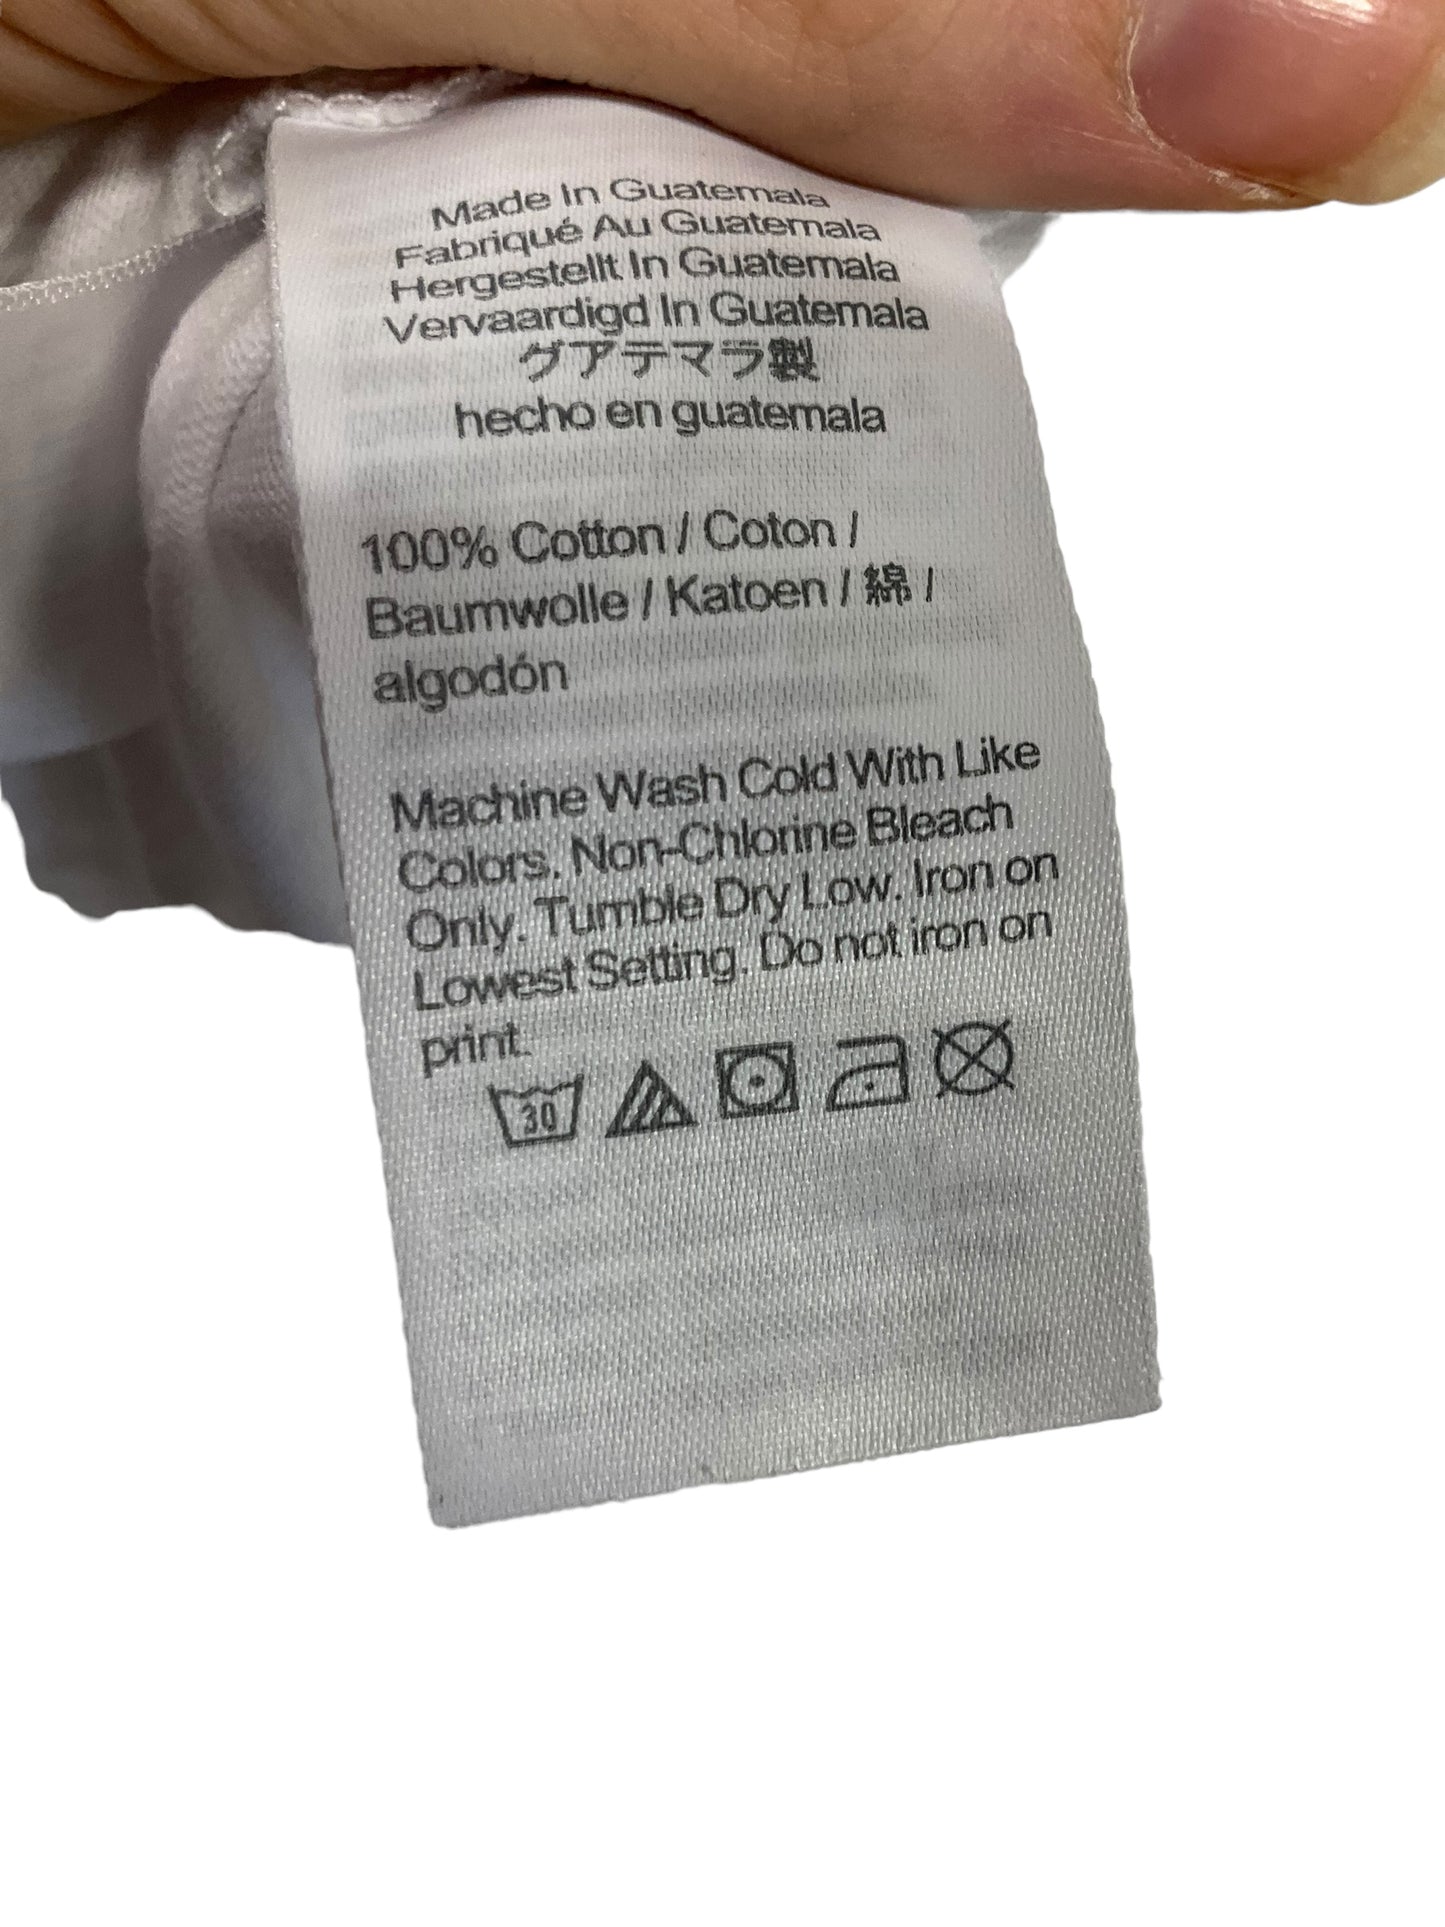 Made In Guatemala
Fabriqué Au Guatemala
Hergestellt In Guatemala
Vervaardigd In Guatemala
グアテマラ製
hecho en guatemala
100% Cotton / Coton /
Baumwolle / Katoen / 綿 /
algodón
Machine Wash Cold With Like
Colors. Non-Chlorine Bleach
Only. Tumble Dry Low. Iron on
Lowest Setting. Do not iron on
print.
30